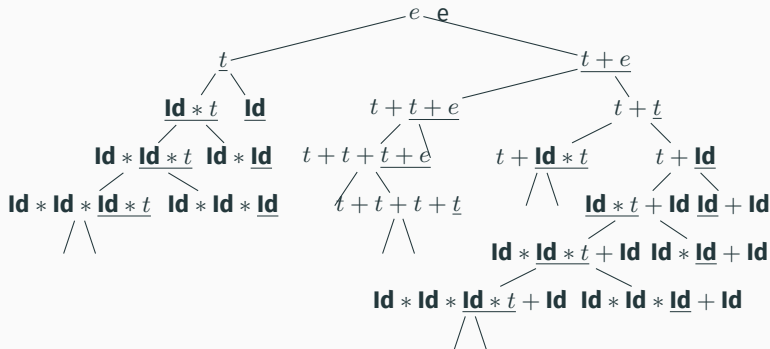 e e
t t + e
Id ∗ t Id t + t + e t + t
Id ∗ Id ∗ t Id ∗ Id t + t + t + e t + Id ∗ t t + Id
Id ∗ Id ∗ Id ∗ t Id ∗ Id ∗ Id t + t + t + t Id ∗ t + Id Id + Id
Id ∗ Id ∗ t + Id Id ∗ Id + Id
Id ∗ Id ∗ Id ∗ t + Id Id ∗ Id ∗ Id + Id